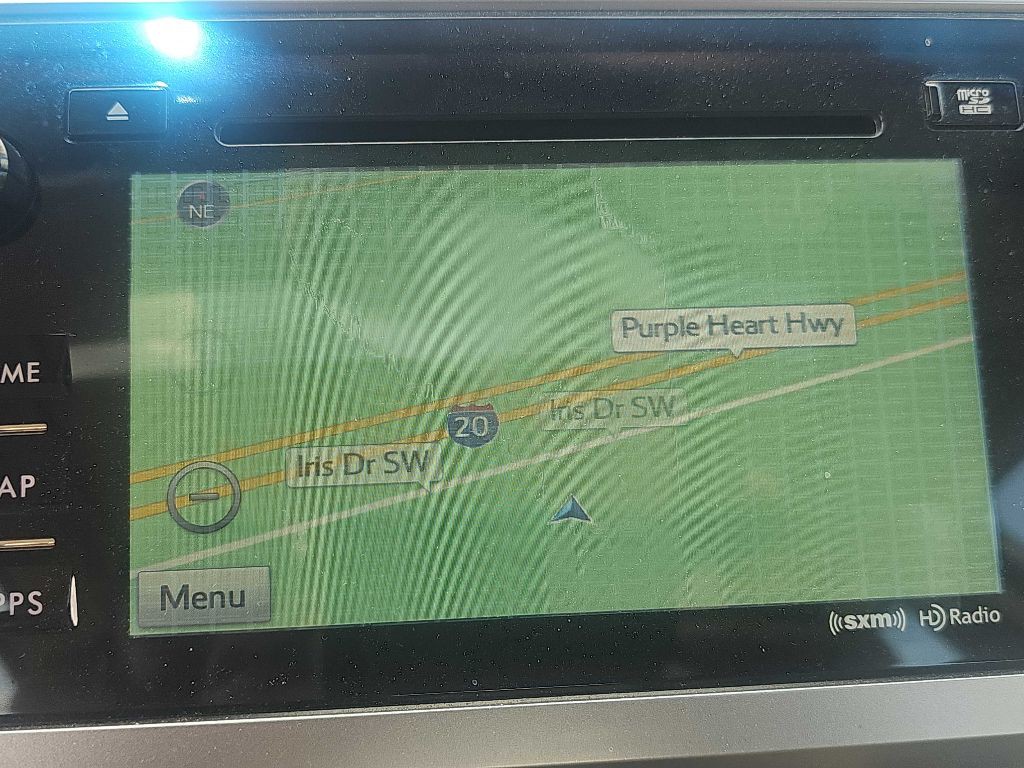 micro
SD
HC
NE
Purple Heart Hwy
ME
20
Iris Dr SW
Iris Dr SW
AP
Menu
PPS
((sxm)) HD Radio